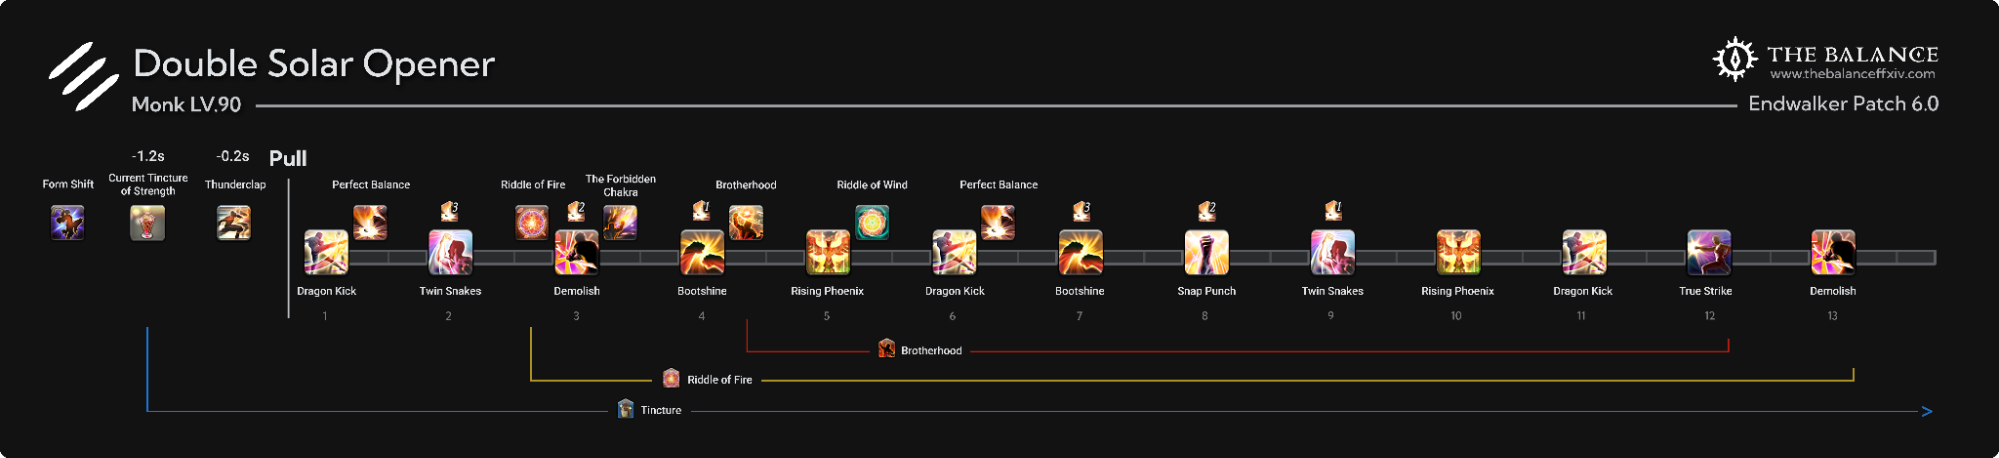 Double Solar Opener
Monk LV.90
THE BALANCE
www.thebalanceffxiv.com
Endwalker Patch 6.0
-1.2s
-0.2s
Pull
Form Shift
Current Tincture
of Strength
Thunderclap
Perfect Balance
Riddle of Fire
The Forbidden
Chakra
Brotherhood
Riddle of Wind
Perfect Balance
3
2
1
3
2
1
Dragon Kick
Twin Snakes
Demolish
Bootshine
Rising Phoenix
Dragon Kick
Bootshine
Snap Punch
Twin Snakes
Rising Phoenix
Dragon Kick
True Strike
Demolish
1
2
3
4
5
6
7
8
9
10
11
12
13
Brotherhood
Riddle of Fire
Tincture